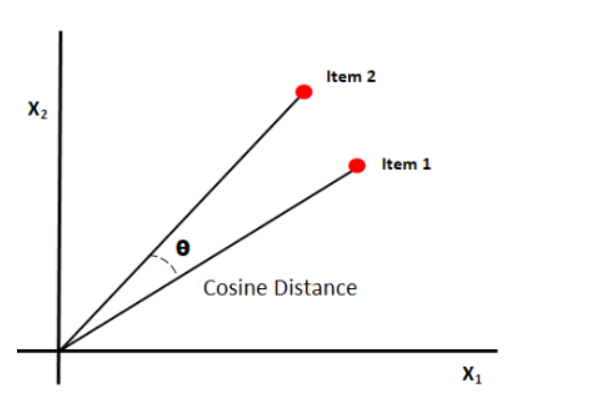 Item 2
X₂
Item 1
θ
Cosine Distance
X₁